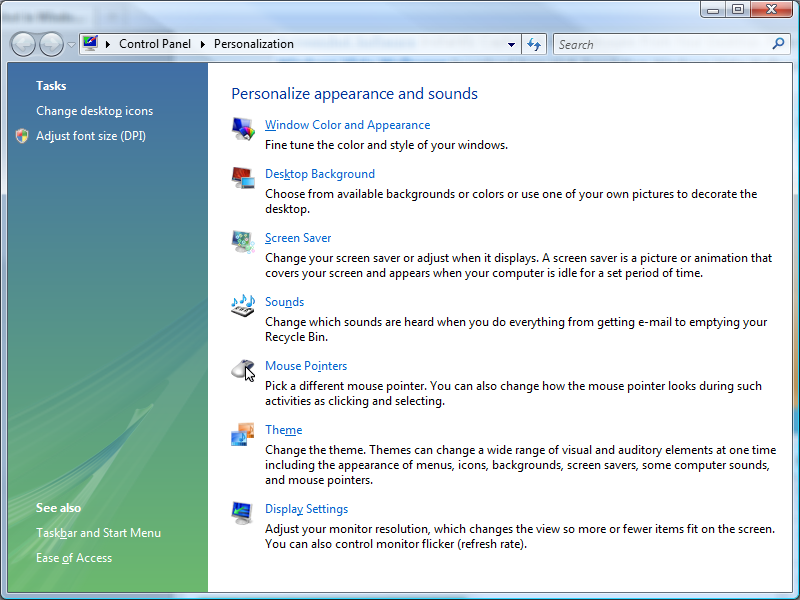 Control Panel
Personalization
Search
Tasks
Change desktop icons
Adjust font size (DPI)
Personalize appearance and sounds
Window Color and Appearance
Fine tune the color and style of your windows.
Desktop Background
Choose from available backgrounds or colors or use one of your own pictures to decorate the
desktop.
Screen Saver
Change your screen saver or adjust when it displays. A screen saver is a picture or animation that
covers your screen and appears when your computer is idle for a set period of time.
Sounds
Change which sounds are heard when you do everything from getting e-mail to emptying your
Recycle Bin.
Mouse Pointers
Pick a different mouse pointer. You can also change how the mouse pointer looks during such
activities as clicking and selecting.
Theme
Change the theme. Themes can change a wide range of visual and auditory elements at one time
including the appearance of menus, icons, backgrounds, screen savers, some computer sounds,
and mouse pointers.
Display Settings
Adjust your monitor resolution, which changes the view so more or fewer items fit on the screen.
You can also control monitor flicker (refresh rate).
See also
Taskbar and Start Menu
Ease of Access